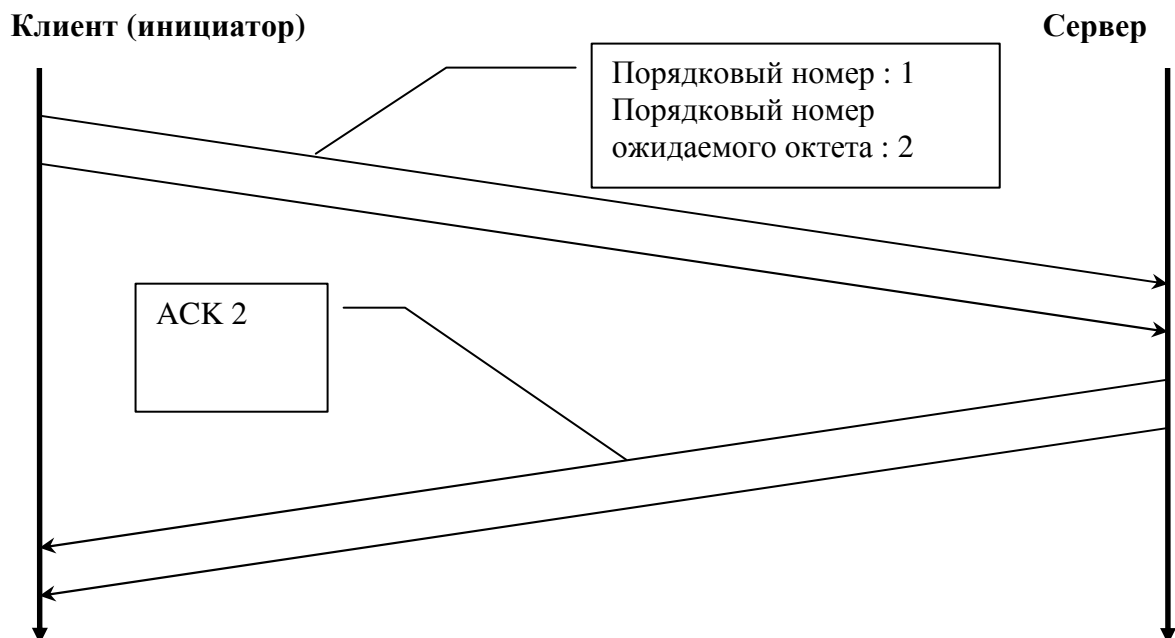 Клиент (инициатор)
Сервер
Порядковый номер : 1
Порядковый номер
ожидаемого октета : 2
ACK 2